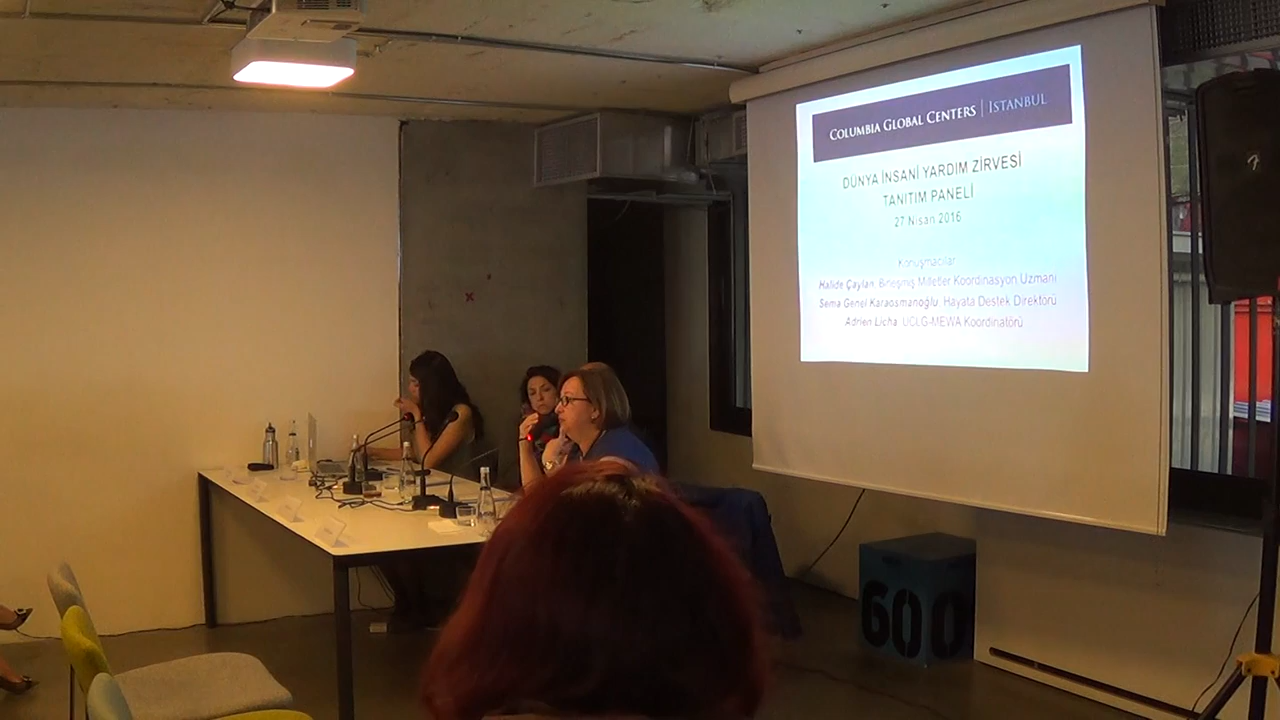 COLUMBIA GLOBAL CENTERS | ISTANBUL
DÜNYA İNSANİ YARDIM ZİRVESİ
TANITIM PANELİ
27 Nisan 2016
Konuşmacılar
Halide Çaylan, Birleşmiş Milletler Koordinasyon Uzmanı
Sema Genel Karaosmanoğlu, Hayata Destek Direktörü
Adrien Licha, UCLG-MEWA Koordinatörü
600